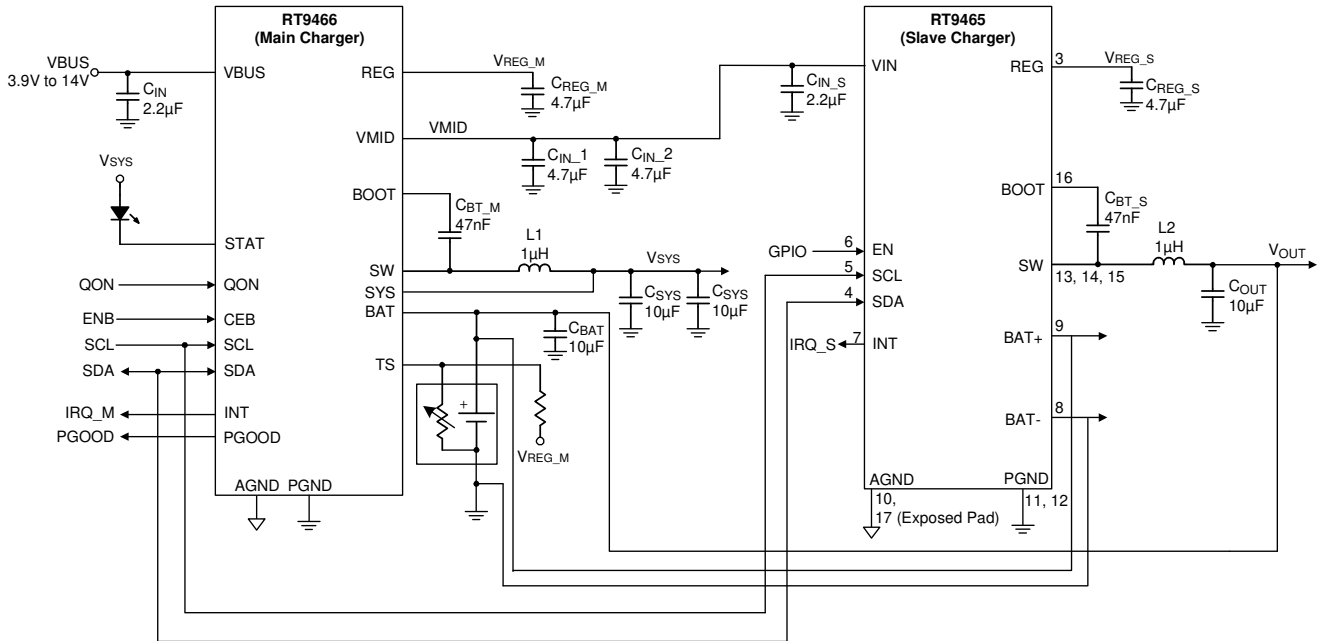 RT9466
(Main Charger)
VBUS
3.9V to 14V
VBUS
CIN
2.2µF
REG
VREG_M
CREG_M
4.7µF
VMID
VMID
CIN_1
4.7µF
CIN_2
4.7µF
VSYS
STAT
BOOT
CBT_M
47nF
L1
1µH
SW
VSYS
SYS
CSYS
10µF
CSYS
10µF
BAT
CBAT
10µF
TS
+
VREG_M
QON
QON
ENB
CEB
SCL
SCL
SDA
SDA
IRQ_M
INT
PGOOD
PGOOD
AGND
PGND
RT9465
(Slave Charger)
CIN_S
2.2µF
VIN
REG
3
VREG_S
CREG_S
4.7µF
BOOT
16
CBT_S
47nF
L2
1µH
VOUT
SW
13, 14, 15
COUT
10µF
GPIO
6
EN
5
SCL
4
SDA
IRQ_S
7
INT
BAT+
9
BAT-
8
AGND
10,
17 (Exposed Pad)
PGND
11, 12